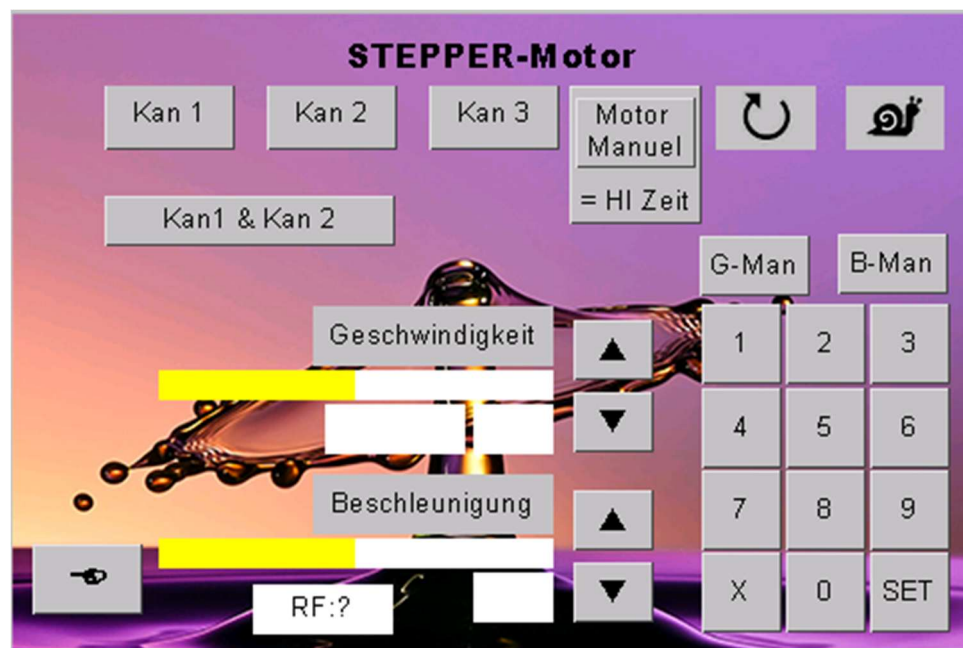 STEPPER-Motor
Kan 1
Kan 2
Kan 3
Motor
Manuel
= HI Zeit
Kan1 & Kan 2
G-Man
B-Man
Geschwindigkeit
1
2
3
4
5
6
Beschleunigung
7
8
9
RF:?
X
0
SET